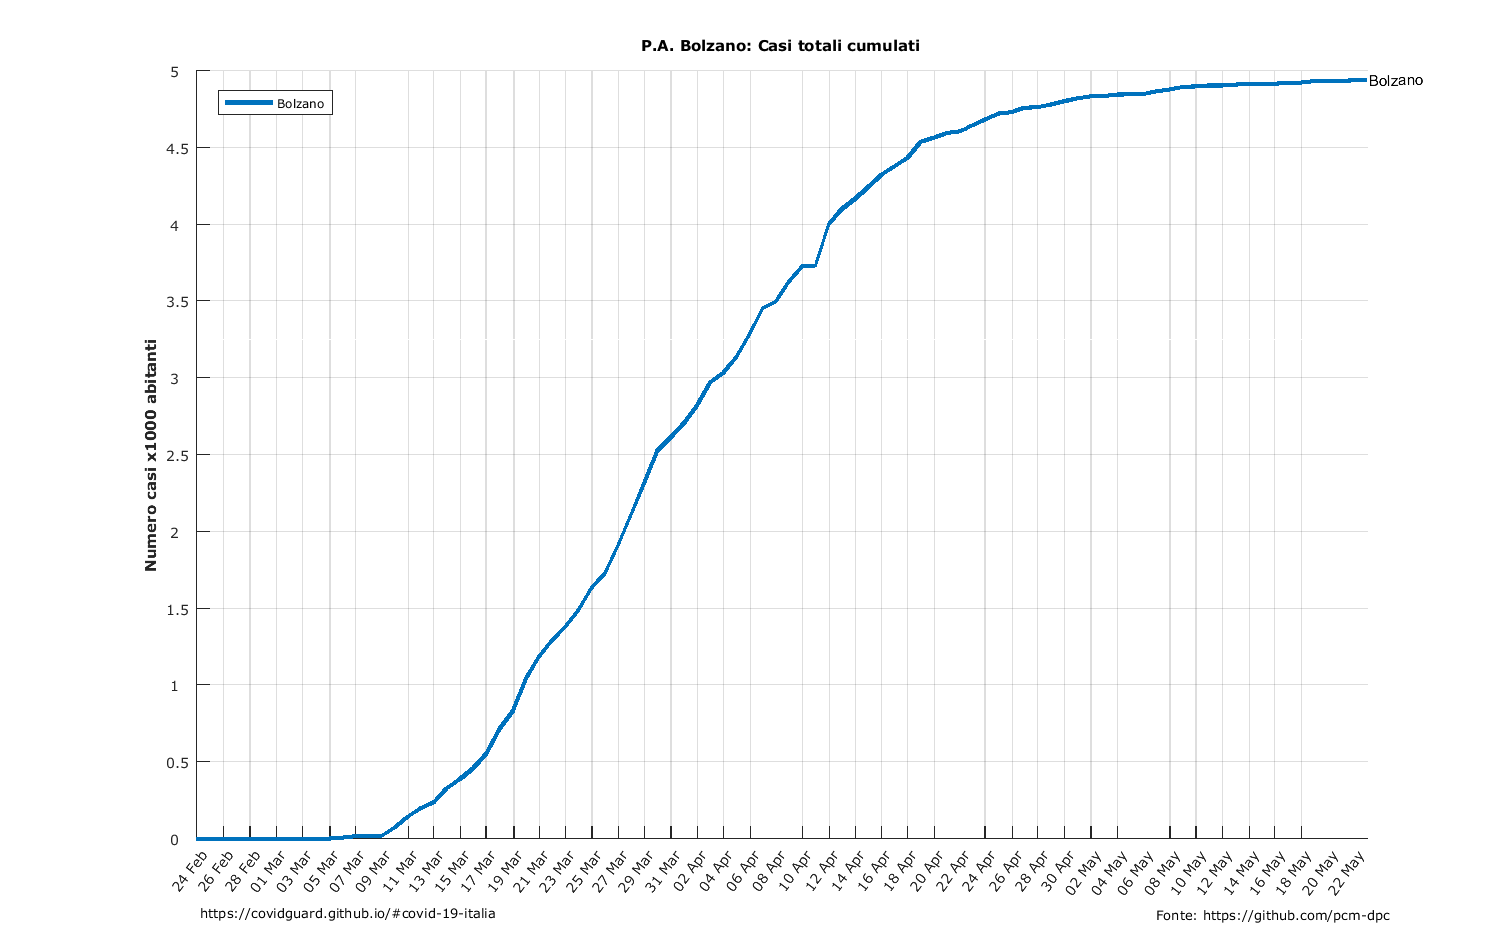 P.A. Bolzano: Casi totali cumulati
5
Bolzano
Bolzano
4.5
4
3.5
3
2.5
2
1.5
1
0.5
0
Numero casi x1000 abitanti
24 Feb
26 Feb
28 Feb
01 Mar
03 Mar
05 Mar
07 Mar
09 Mar
11 Mar
13 Mar
15 Mar
17 Mar
19 Mar
21 Mar
23 Mar
25 Mar
27 Mar
29 Mar
31 Mar
02 Apr
04 Apr
06 Apr
08 Apr
10 Apr
12 Apr
14 Apr
16 Apr
18 Apr
20 Apr
22 Apr
24 Apr
26 Apr
28 Apr
30 Apr
02 May
04 May
06 May
08 May
10 May
12 May
14 May
16 May
18 May
20 May
22 May
https://covidguard.github.io/#covid-19-italia
Fonte: https://github.com/pcm-dpc